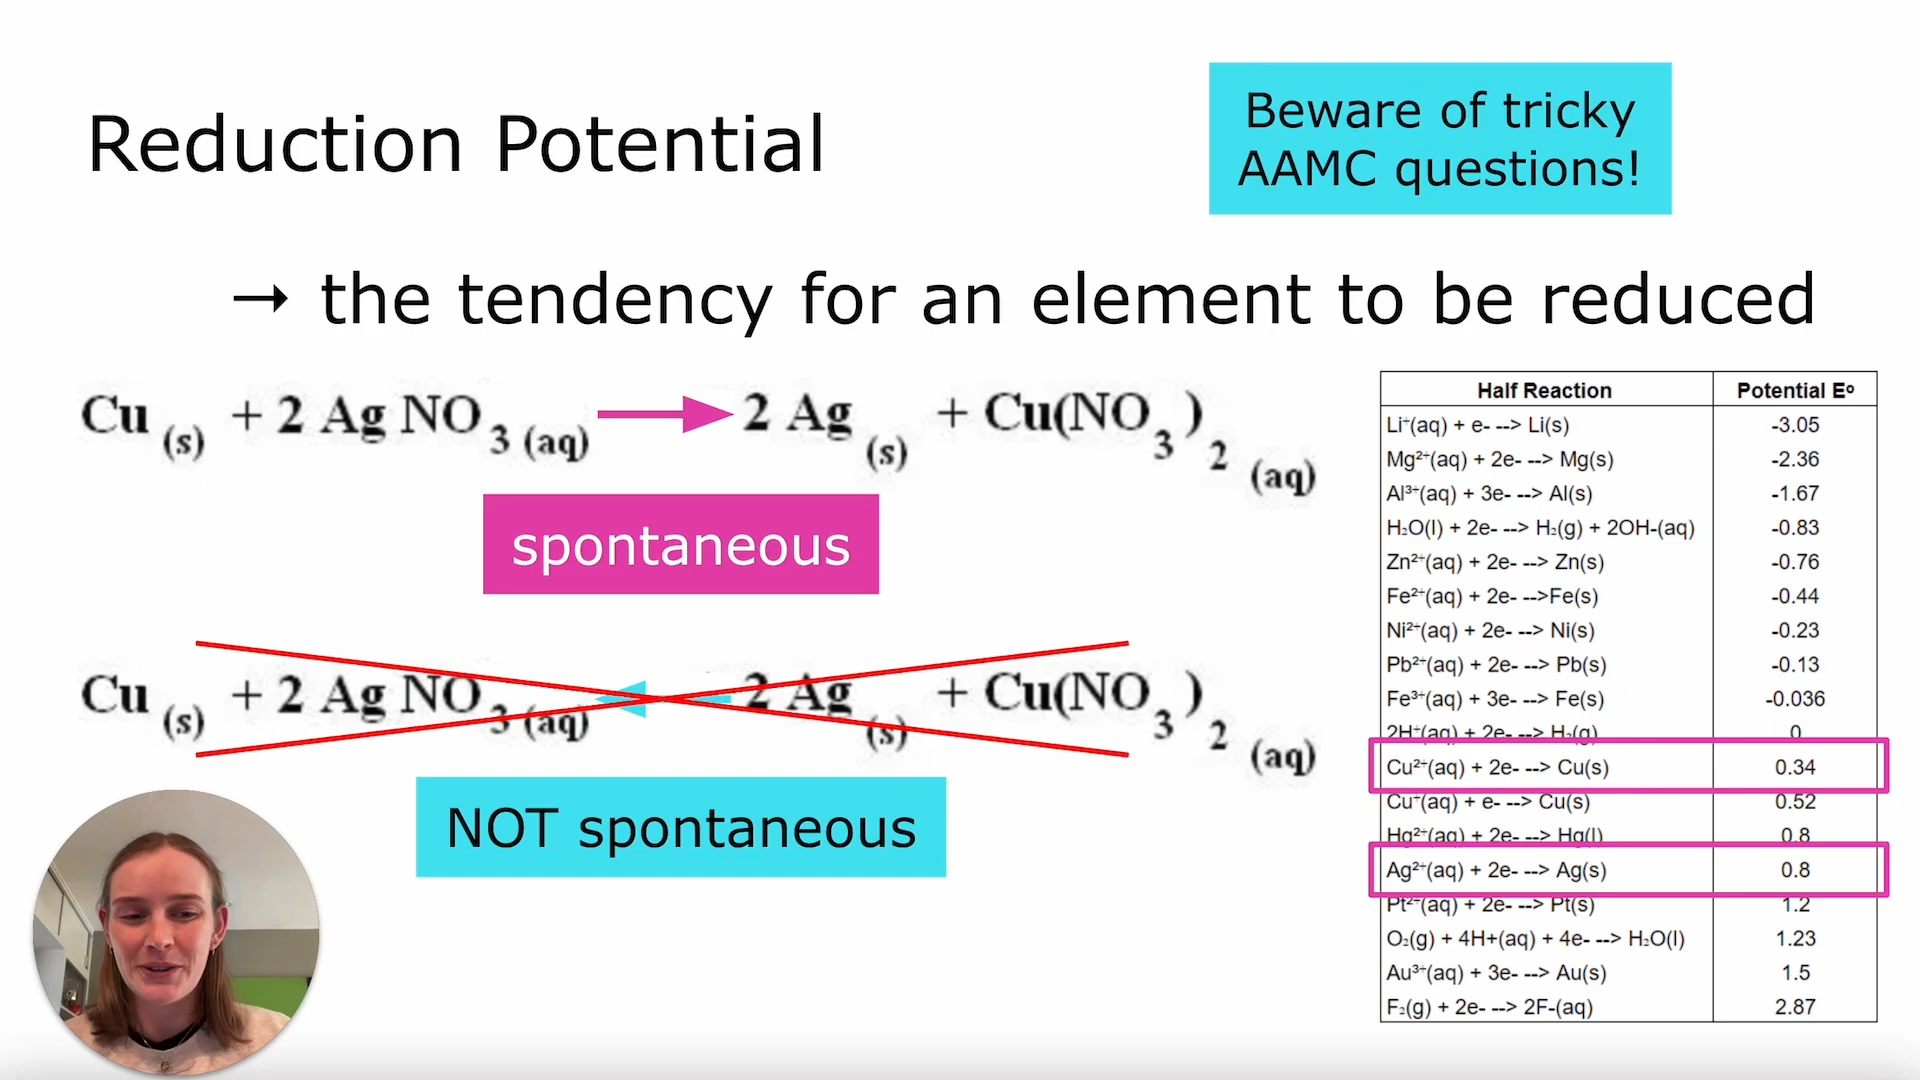 Beware of tricky
AAMC questions!
Reduction Potential
→ the tendency for an element to be reduced
Cu (s) + 2 Ag NO3 (aq) → 2 Ag (s) + Cu(NO3)2 (aq)
spontaneous
Cu (s) + 2 Ag NO3 (aq) ← 2 Ag (s) + Cu(NO3)2 (aq)
NOT spontaneous
Half Reaction Potential Eº
Li⁺(aq) + e- --> Li(s) -3.05
Mg²⁺(aq) + 2e- --> Mg(s) -2.36
Al³⁺(aq) + 3e- --> Al(s) -1.67
H₂O(l) + 2e- --> H₂(g) + 2OH-(aq) -0.83
Zn²⁺(aq) + 2e- --> Zn(s) -0.76
Fe²⁺(aq) + 2e- -->Fe(s) -0.44
Ni²⁺(aq) + 2e- --> Ni(s) -0.23
Pb²⁺(aq) + 2e- --> Pb(s) -0.13
Fe³⁺(aq) + 3e- --> Fe(s) -0.036
2H⁺(aq) + 2e- --> H₂(g) 0
Cu²⁺(aq) + 2e- --> Cu(s) 0.34
Cu⁺(aq) + e- --> Cu(s) 0.52
Hg²⁺(aq) + 2e- --> Hg(l) 0.8
Ag²⁺(aq) + 2e- --> Ag(s) 0.8
Pt²⁺(aq) + 2e- --> Pt(s) 1.2
O₂(g) + 4H+(aq) + 4e- --> H₂O(l) 1.23
Au³⁺(aq) + 3e- --> Au(s) 1.5
F₂(g) + 2e- --> 2F-(aq) 2.87